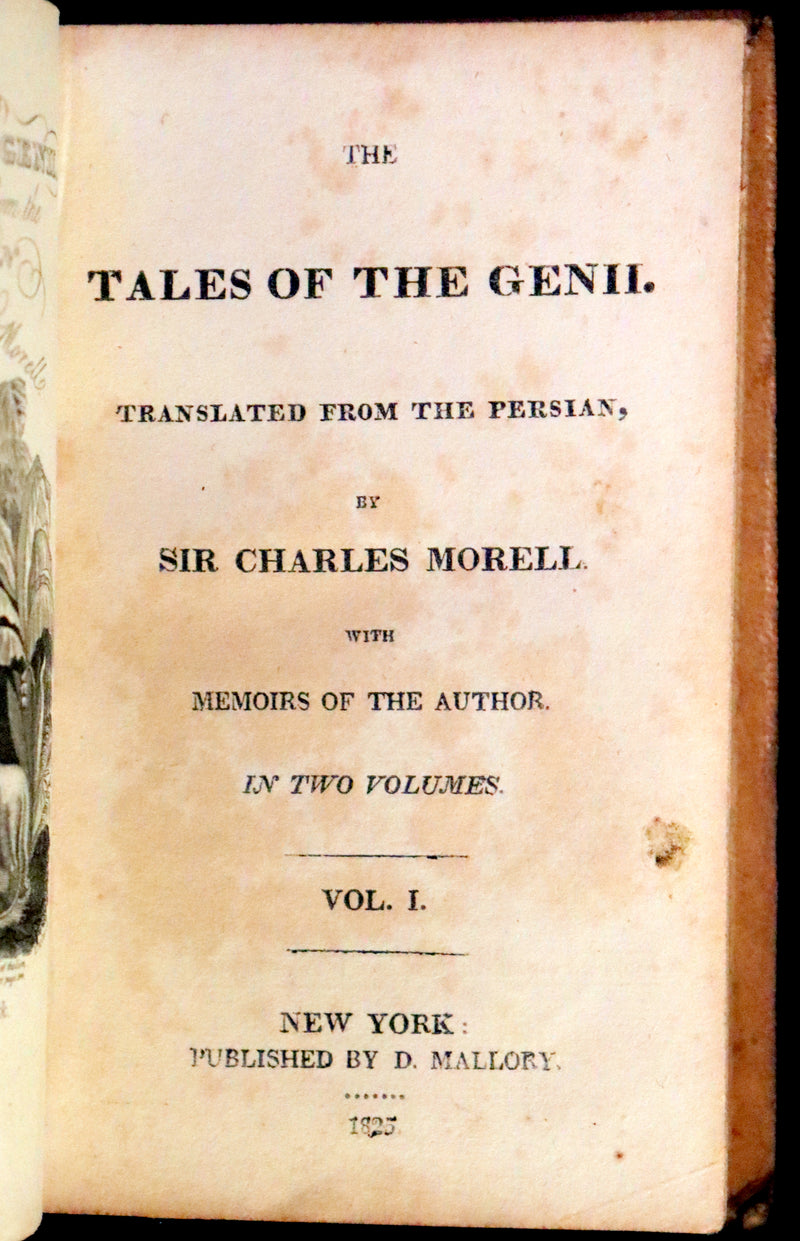 THE
TALES OF THE GENII.
TRANSLATED FROM THE PERSIAN,
BY
SIR CHARLES MORELL.
WITH
MEMOIRS OF THE AUTHOR.
IN TWO VOLUMES.
VOL. I.
NEW YORK:
PUBLISHED BY D. MALLORY.
1825